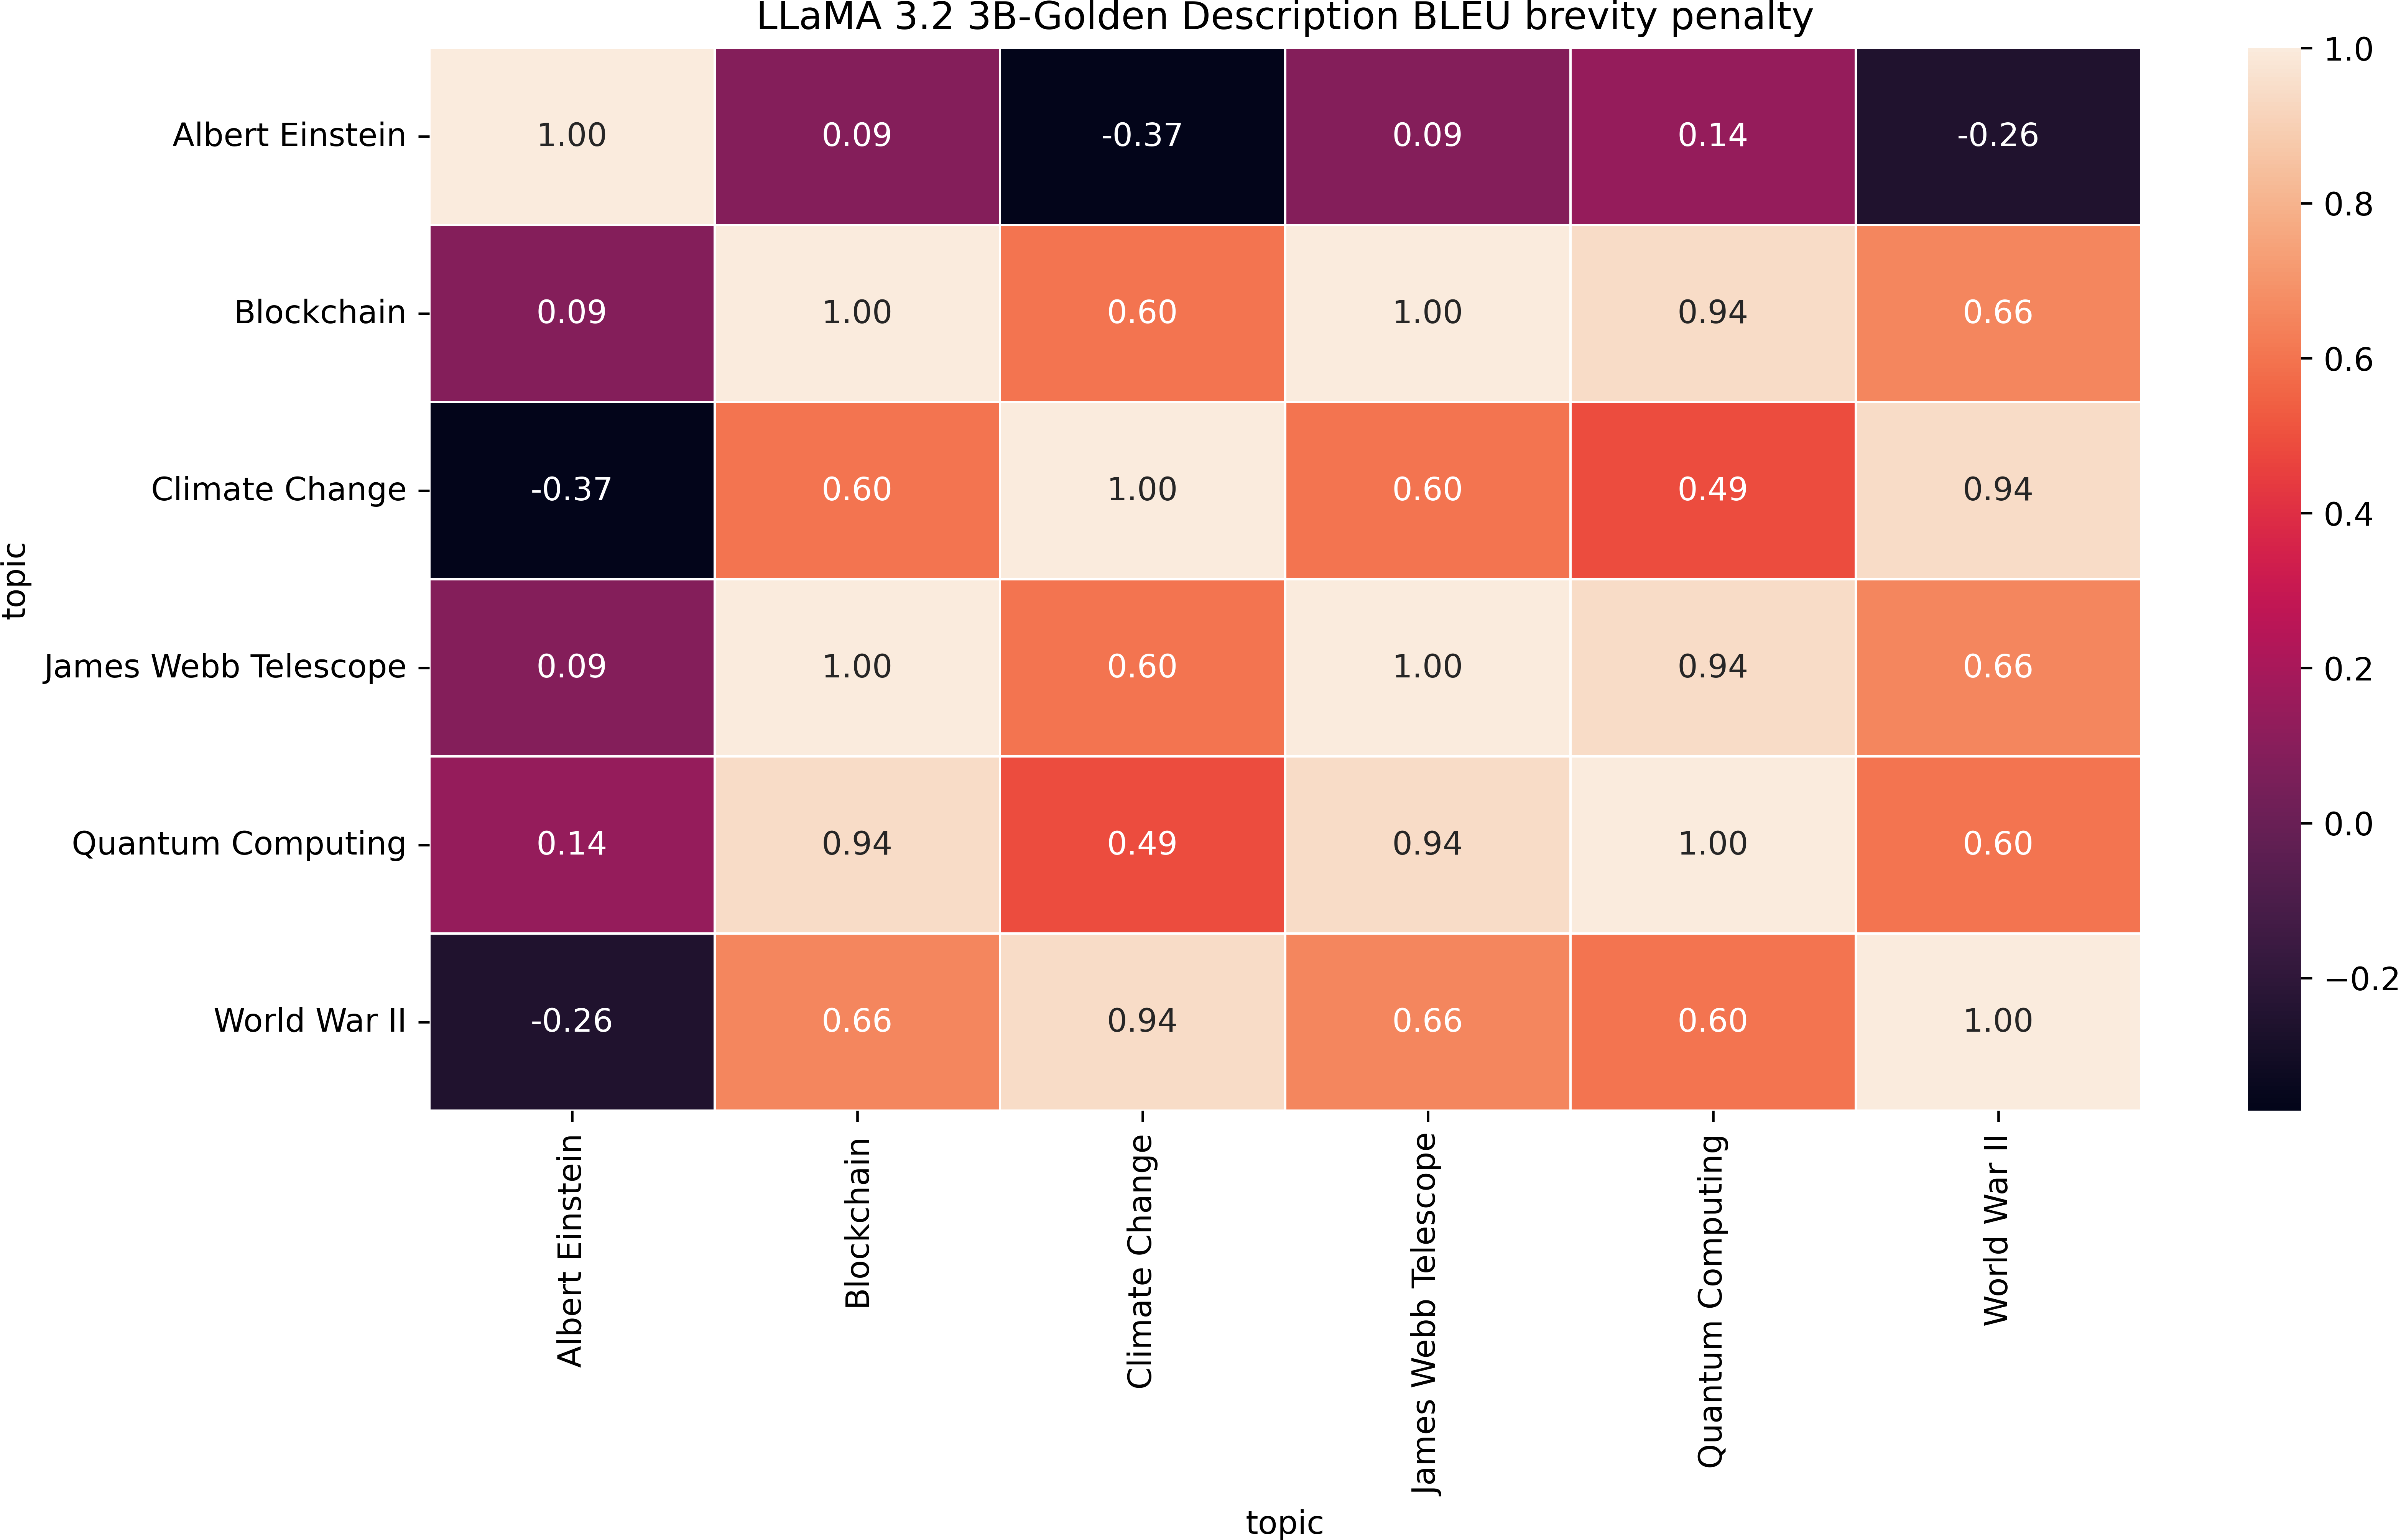 LLaMA 3.2 3B-Golden Description BLEU brevity penalty
Albert Einstein 1.00 0.09 -0.37 0.09 0.14 -0.26
Blockchain 0.09 1.00 0.60 1.00 0.94 0.66
Climate Change -0.37 0.60 1.00 0.60 0.49 0.94
James Webb Telescope 0.09 1.00 0.60 1.00 0.94 0.66
Quantum Computing 0.14 0.94 0.49 0.94 1.00 0.60
World War II -0.26 0.66 0.94 0.66 0.60 1.00
topic
Albert Einstein
Blockchain
Climate Change
James Webb Telescope
Quantum Computing
World War II
topic
1.0
0.8
0.6
0.4
0.2
0.0
−0.2